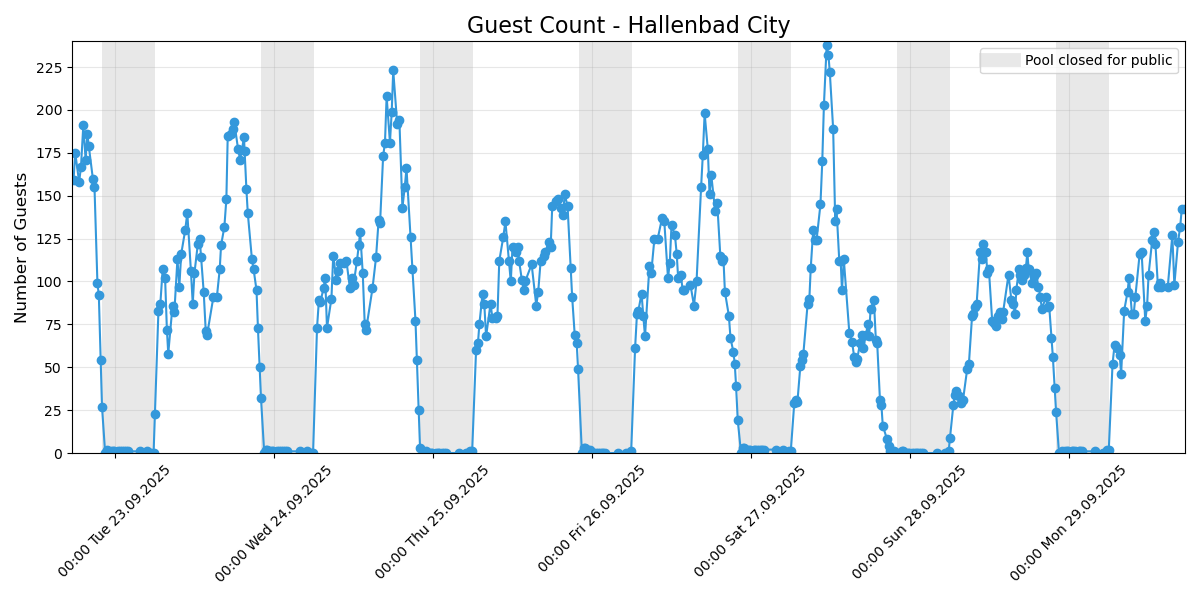 Guest Count - Hallenbad City
Pool closed for public
Number of Guests
225
200
175
150
125
100
75
50
25
0
00:00 Tue 23.09.2025
00:00 Wed 24.09.2025
00:00 Thu 25.09.2025
00:00 Fri 26.09.2025
00:00 Sat 27.09.2025
00:00 Sun 28.09.2025
00:00 Mon 29.09.2025